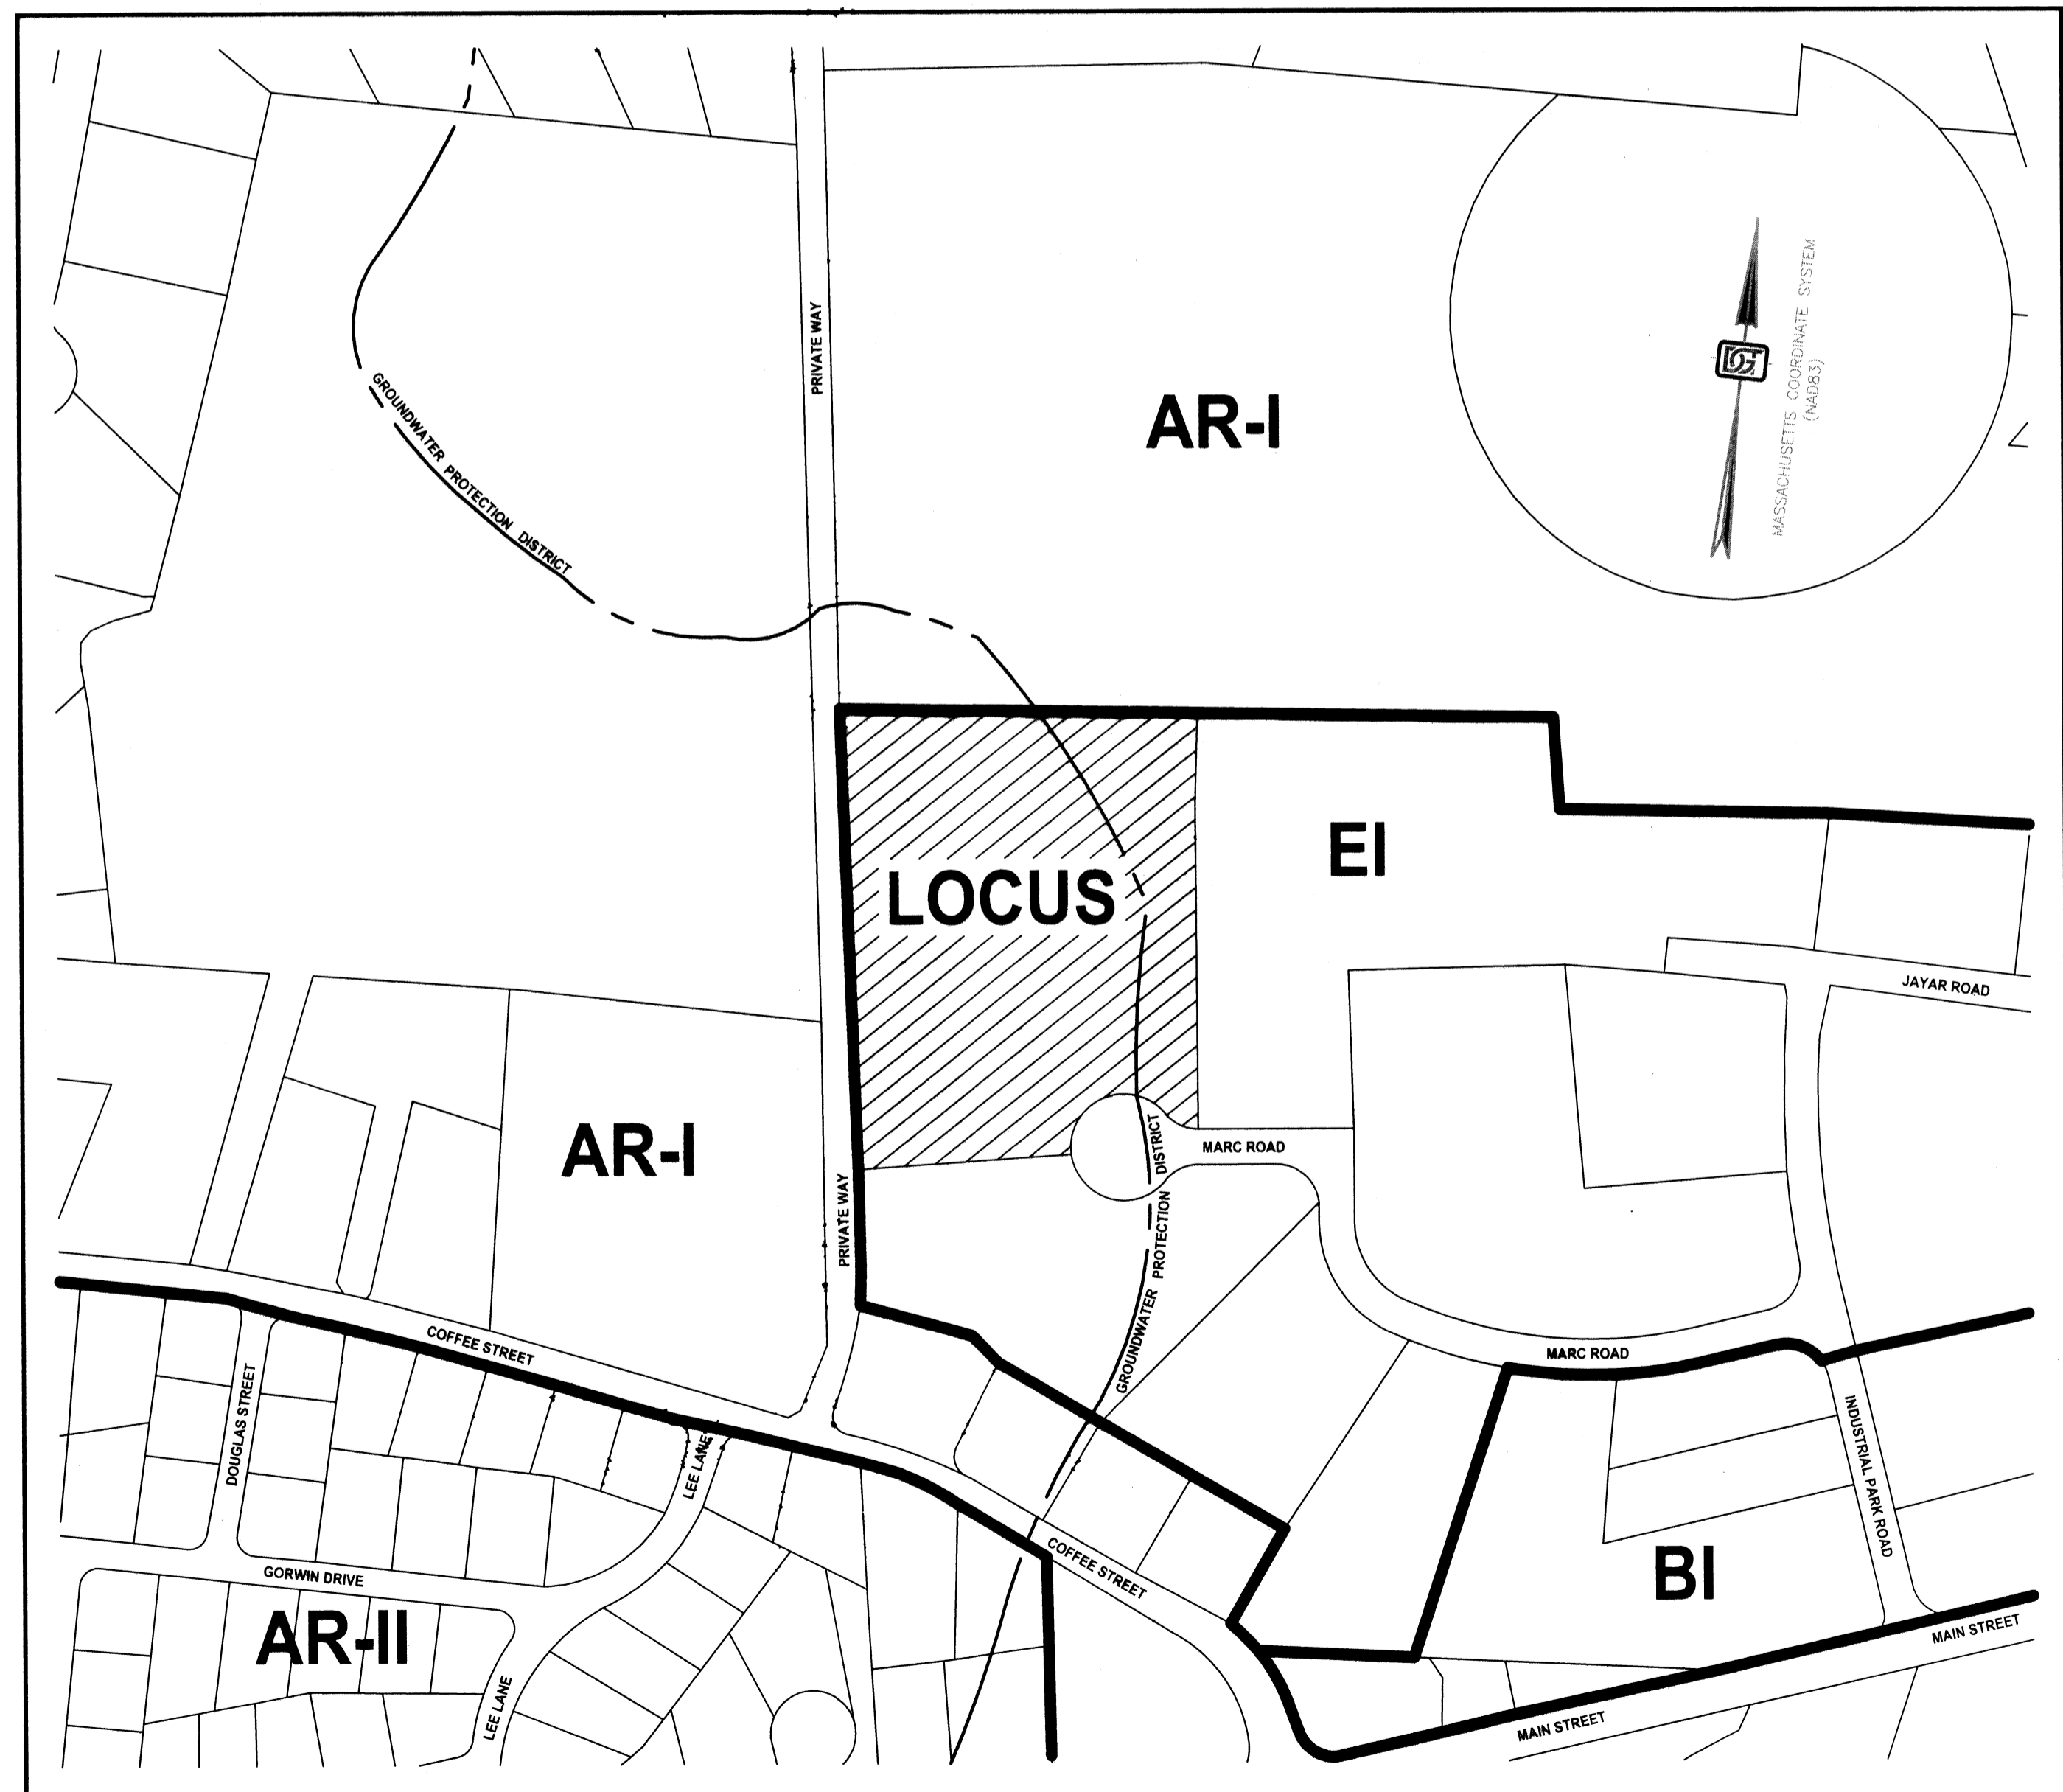 PRIVATE WAY
AR-I
MASSACHUSETTS COORDINATE SYSTEM
(NAD83)
DGT
GROUNDWATER PROTECTION DISTRICT
EI
LOCUS
JAYAR ROAD
AR-I
PRIVATE WAY
MARC ROAD
GROUNDWATER PROTECTION DISTRICT
COFFEE STREET
MARC ROAD
DOUGLAS STREET
LEE LANE
INDUSTRIAL PARK ROAD
COFFEE STREET
GORWIN DRIVE
BI
AR-II
MAIN STREET
LEE LANE
MAIN STREET